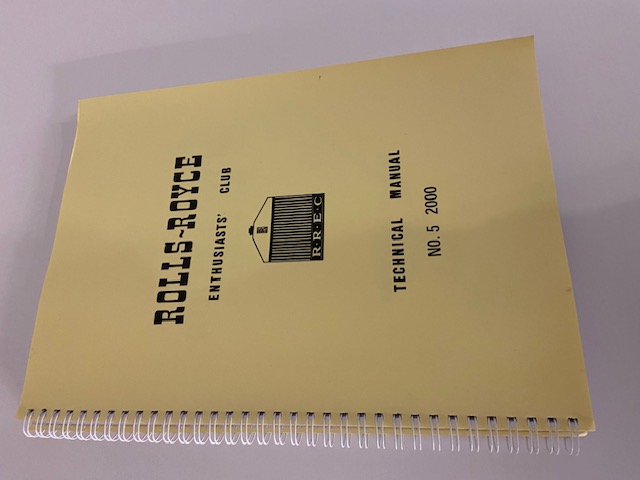 ROLLS~ROYCE
ENTHUSIASTS' CLUB
R·R·E·C
TECHNICAL MANUAL
NO. 5 2000